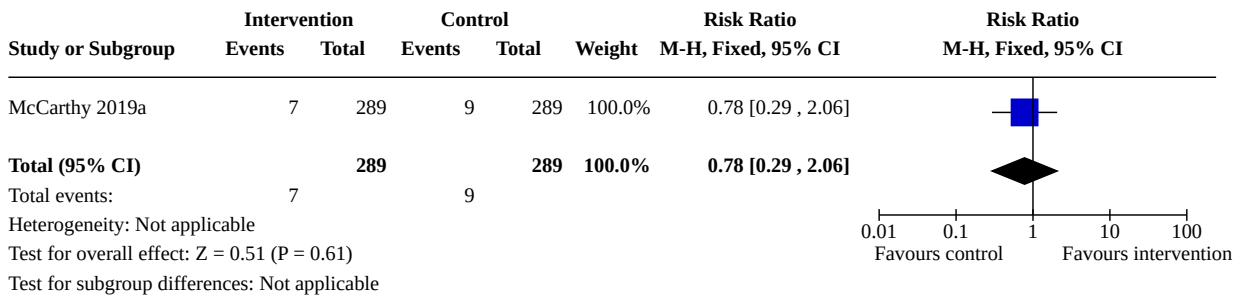 Intervention Control Risk Ratio Risk Ratio
Study or Subgroup Events Total Events Total Weight M-H, Fixed, 95% CI M-H, Fixed, 95% CI
McCarthy 2019a 7 289 9 289 100.0% 0.78 [0.29 , 2.06]
Total (95% CI) 289 289 100.0% 0.78 [0.29 , 2.06]
Total events: 7 9
Heterogeneity: Not applicable
0.01 0.1 1 10 100
Test for overall effect: Z = 0.51 (P = 0.61) Favours control Favours intervention
Test for subgroup differences: Not applicable